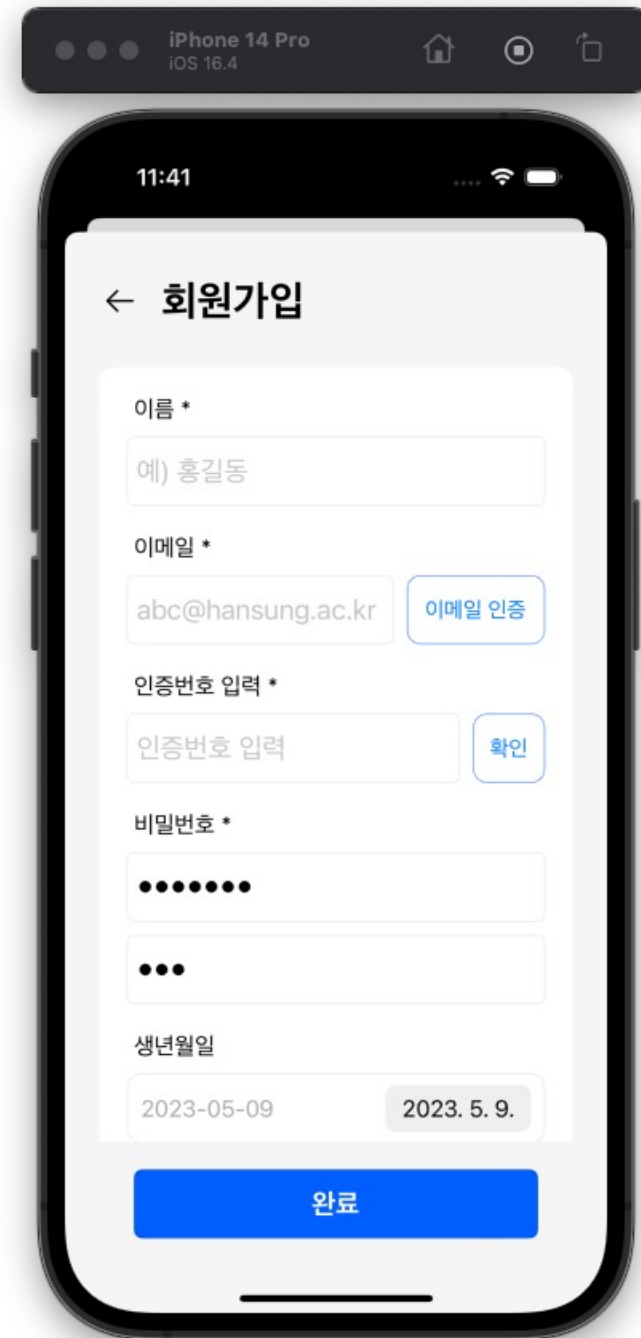 iPhone 14 Pro
iOS 16.4
11:41
← 회원가입
이름 *
예) 홍길동
이메일 *
abc@hansung.ac.kr 이메일 인증
인증번호 입력 *
인증번호 입력 확인
비밀번호 *
•••••••
•••
생년월일
2023-05-09 2023. 5. 9.
완료